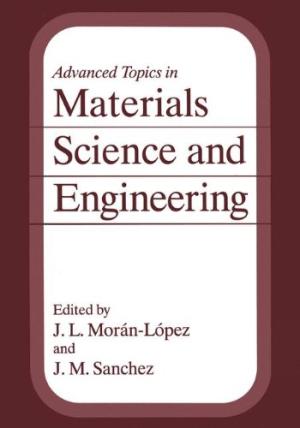 Advanced Topics in
Materials
Science and
Engineering
Edited by
J. L. Morán-López
and
J. M. Sanchez